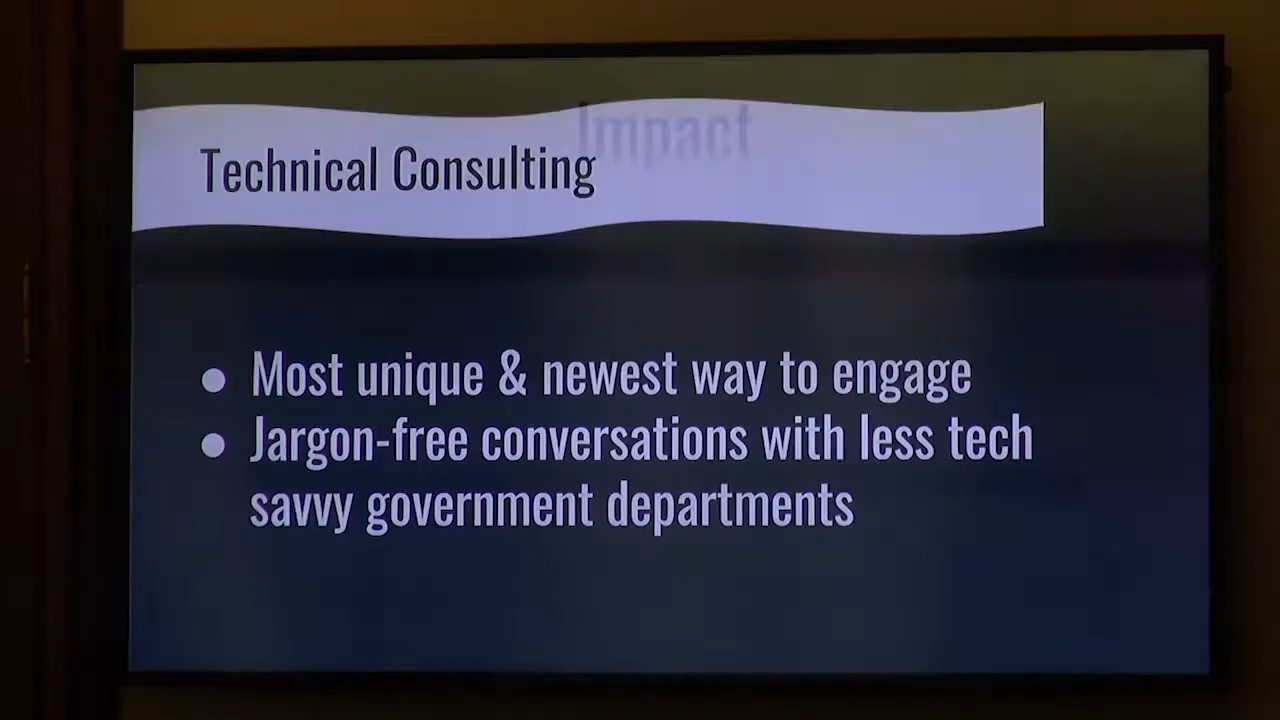 Impact
Technical Consulting
● Most unique & newest way to engage
● Jargon-free conversations with less tech
savvy government departments